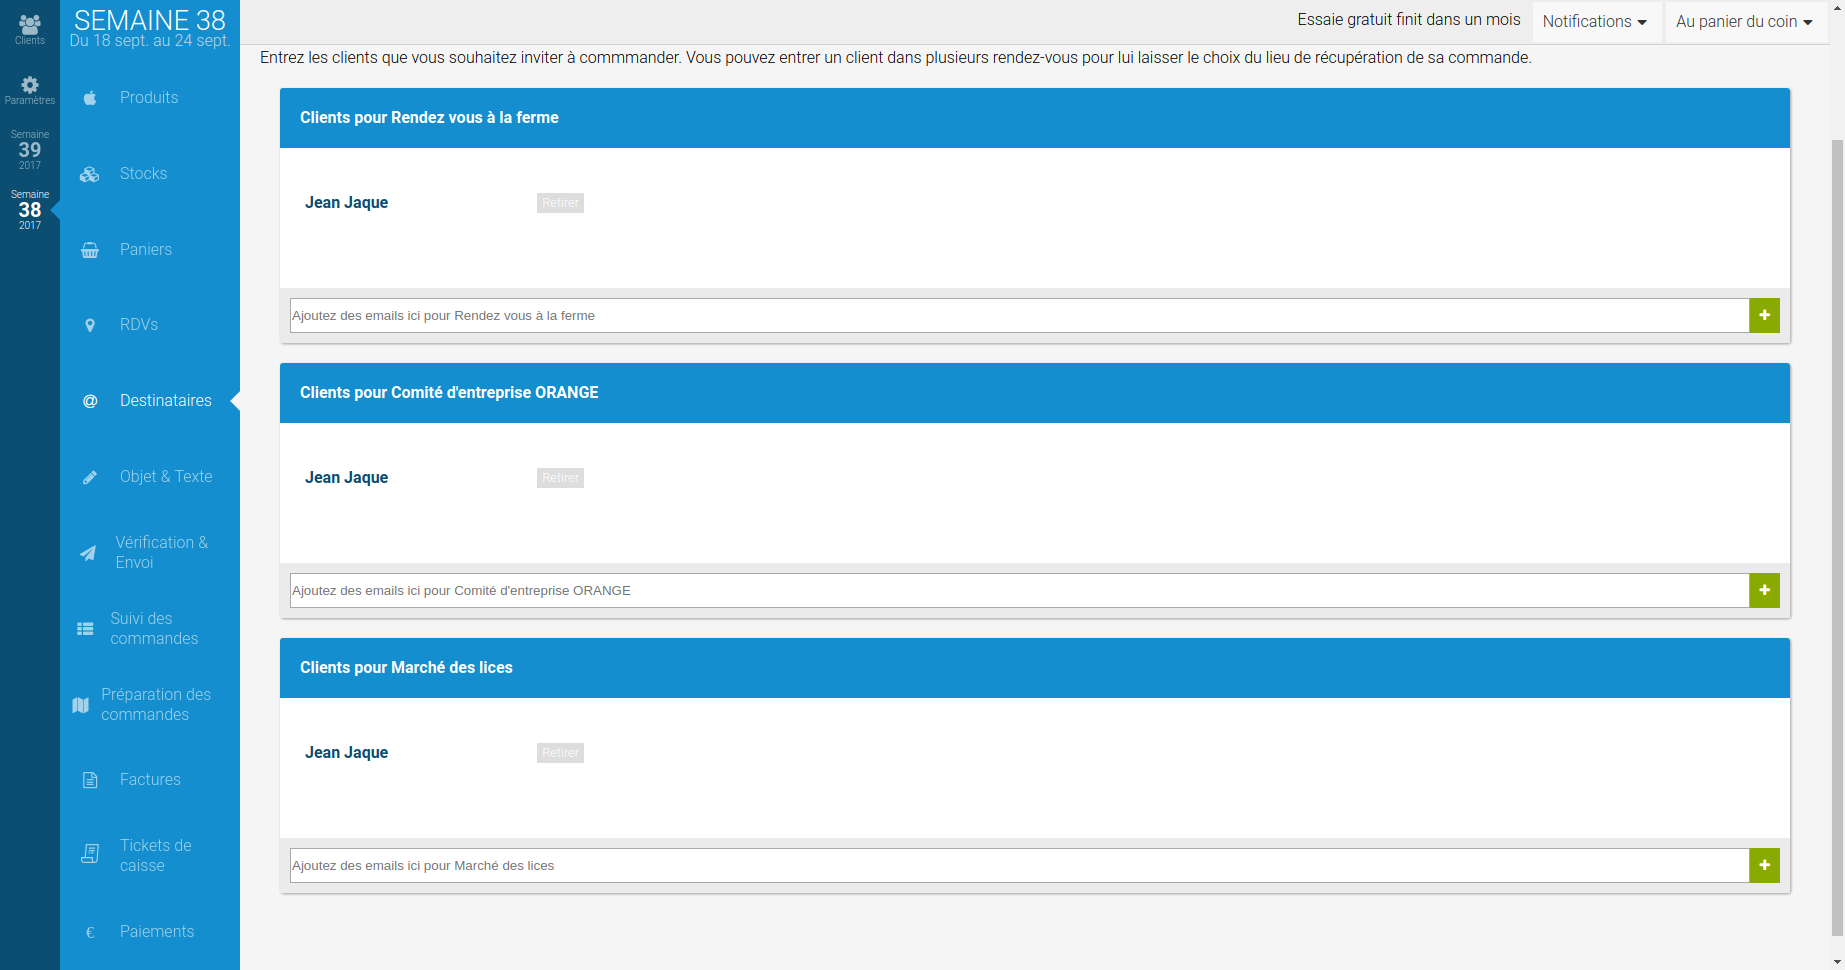 Clients
Paramètres
Semaine
39
2017
Semaine
38
2017
SEMAINE 38
Du 18 sept. au 24 sept.
Produits
Stocks
Paniers
RDVs
@ Destinataires
Objet & Texte
Vérification &
Envoi
Suivi des
commandes
Préparation des
commandes
Factures
Tickets de
caisse
€ Paiements
Essaie gratuit finit dans un mois
Notifications
Au panier du coin
Entrez les clients que vous souhaitez inviter à commmander. Vous pouvez entrer un client dans plusieurs rendez-vous pour lui laisser le choix du lieu de récupération de sa commande.
Clients pour Rendez vous à la ferme
Jean Jaque Retirer
Ajoutez des emails ici pour Rendez vous à la ferme +
Clients pour Comité d'entreprise ORANGE
Jean Jaque Retirer
Ajoutez des emails ici pour Comité d'entreprise ORANGE +
Clients pour Marché des lices
Jean Jaque Retirer
Ajoutez des emails ici pour Marché des lices +